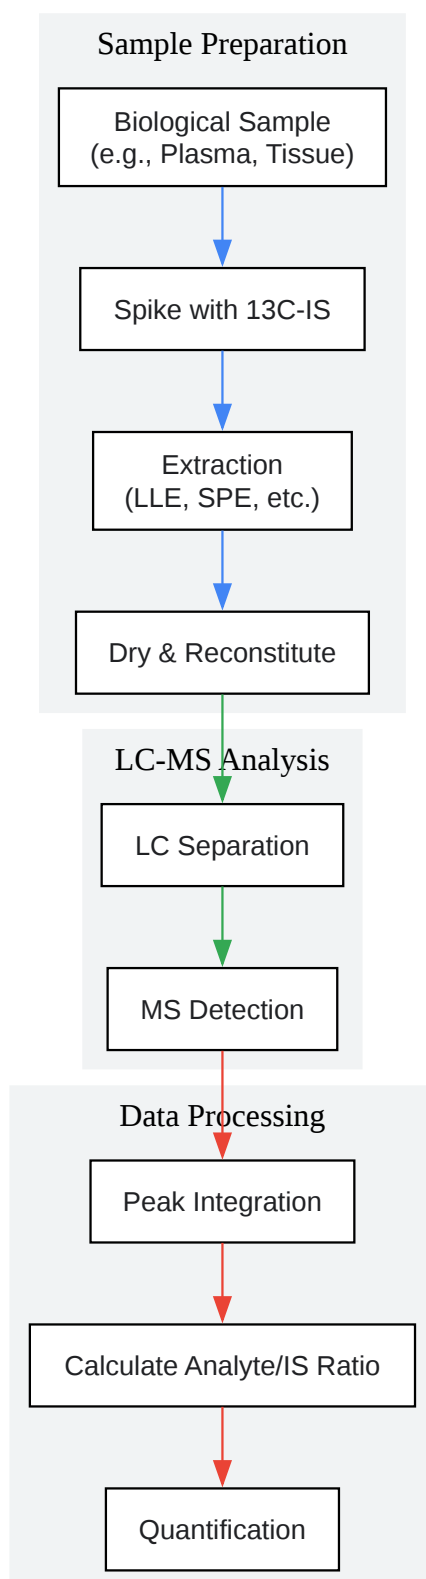 Sample Preparation
Biological Sample
(e.g., Plasma, Tissue)
Spike with 13C-IS
Extraction
(LLE, SPE, etc.)
Dry & Reconstitute
LC-MS Analysis
LC Separation
MS Detection
Data Processing
Peak Integration
Calculate Analyte/IS Ratio
Quantification